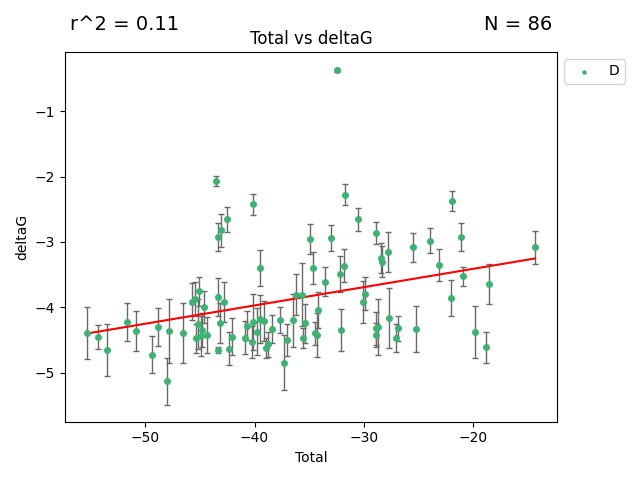 r^2 = 0.11
N = 86
Total vs deltaG
D
deltaG
−1
−2
−3
−4
−5
−50
−40
−30
−20
Total